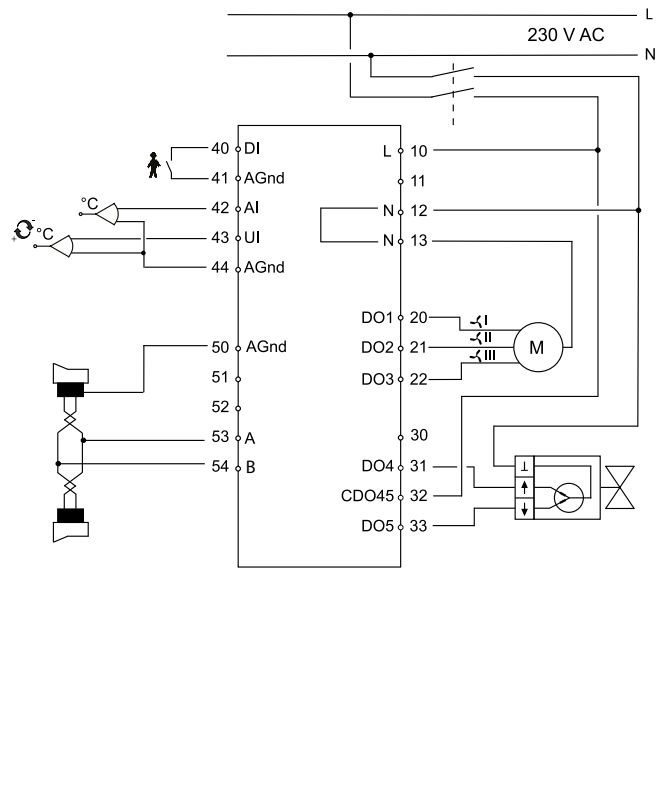 L
230 V AC
N
40 DI
L 10
41 AGnd
11
°C
42 AI
N 12
- °C
+
43 UI
N 13
44 AGnd
DO1 20
I
II
50 AGnd
DO2 21
M
III
51
DO3 22
52
53 A
30
54 B
DO4 31
CDO45 32
DO5 33